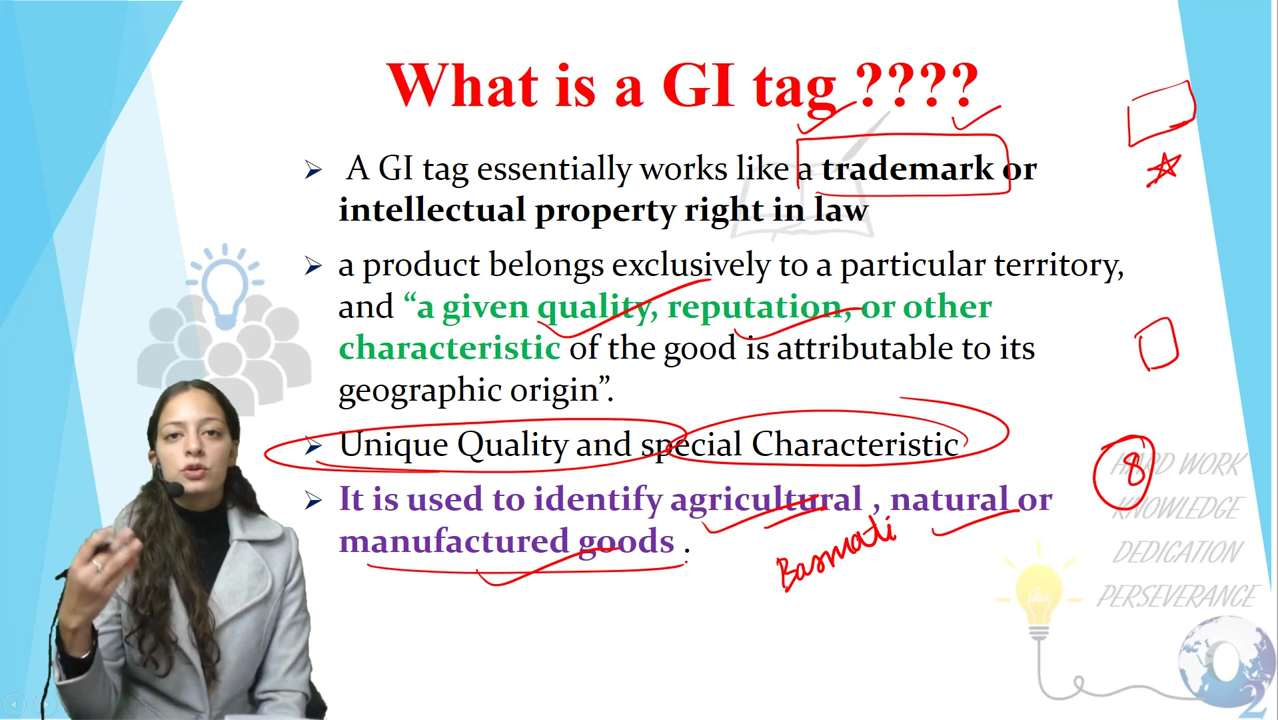 What is a GI tag ????
➢ A GI tag essentially works like a trademark or
intellectual property right in law
➢ a product belongs exclusively to a particular territory,
and “a given quality, reputation, or other
characteristic of the good is attributable to its
geographic origin”.
➢ Unique Quality and special Characteristic
➢ It is used to identify agricultural , natural or
manufactured goods .
Basmati
8
HARD WORK
KNOWLEDGE
DEDICATION
PERSEVERANCE
idea
O2